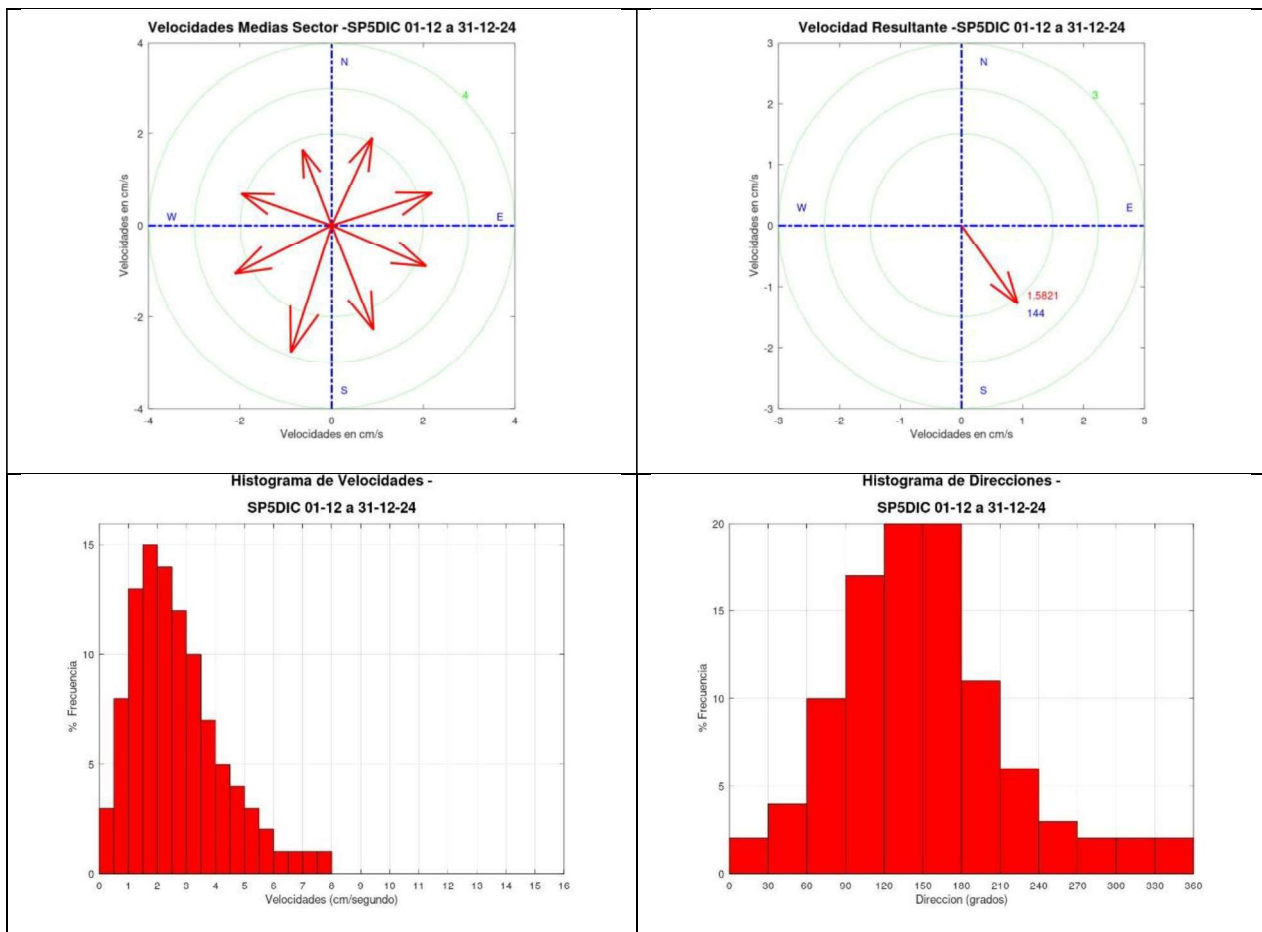 Velocidades Medias Sector -SP5DIC 01-12 a 31-12-24
4
N
4
2
Velocidades en cm/s
W
0
E
-2
S
-4
-4
-2
0
2
4
Velocidades en cm/s
Velocidad Resultante -SP5DIC 01-12 a 31-12-24
3
N
3
2
1
Velocidades en cm/s
W
0
E
-1
1.5821
144
-2
S
-3
-3
-2
-1
0
1
2
3
Velocidades en cm/s
Histograma de Velocidades -
SP5DIC 01-12 a 31-12-24
15
10
% Frecuencia
5
0
0 1 2 3 4 5 6 7 8 9 10 11 12 13 14 15 16
Velocidades (cm/segundo)
Histograma de Direcciones -
SP5DIC 01-12 a 31-12-24
20
15
10
% Frecuencia
5
0
0 30 60 90 120 150 180 210 240 270 300 330 360
Direccion (grados)